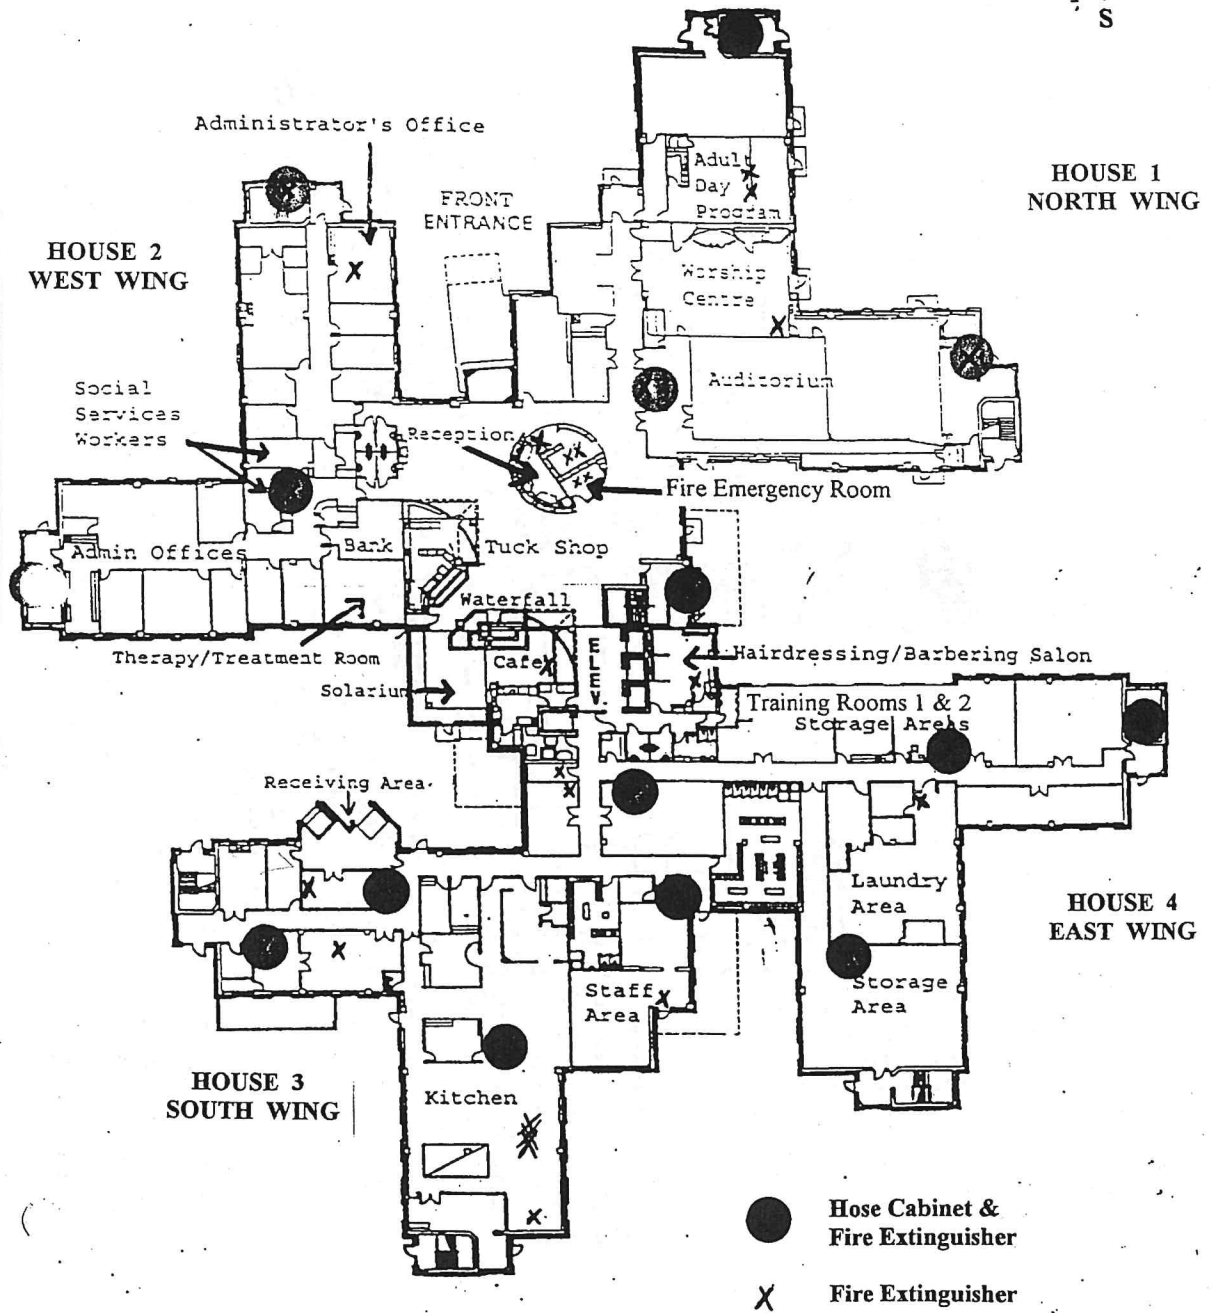 S
Administrator's Office
HOUSE 1
NORTH WING
Adult
Day
Program
FRONT
ENTRANCE
HOUSE 2
WEST WING
Worship
Centre
Auditorium
Social
Services
Workers
Reception
Fire Emergency Room
Admin Offices
Bank
Tuck Shop
Waterfall
Therapy/Treatment Room
Cafe
ELEV
Hairdressing/Barbering Salon
Solarium
Training Rooms 1 & 2
Storage Areas
Receiving Area
Laundry
Area
HOUSE 4
EAST WING
Staff
Area
Storage
Area
HOUSE 3
SOUTH WING
Kitchen
Hose Cabinet &
Fire Extinguisher
X Fire Extinguisher